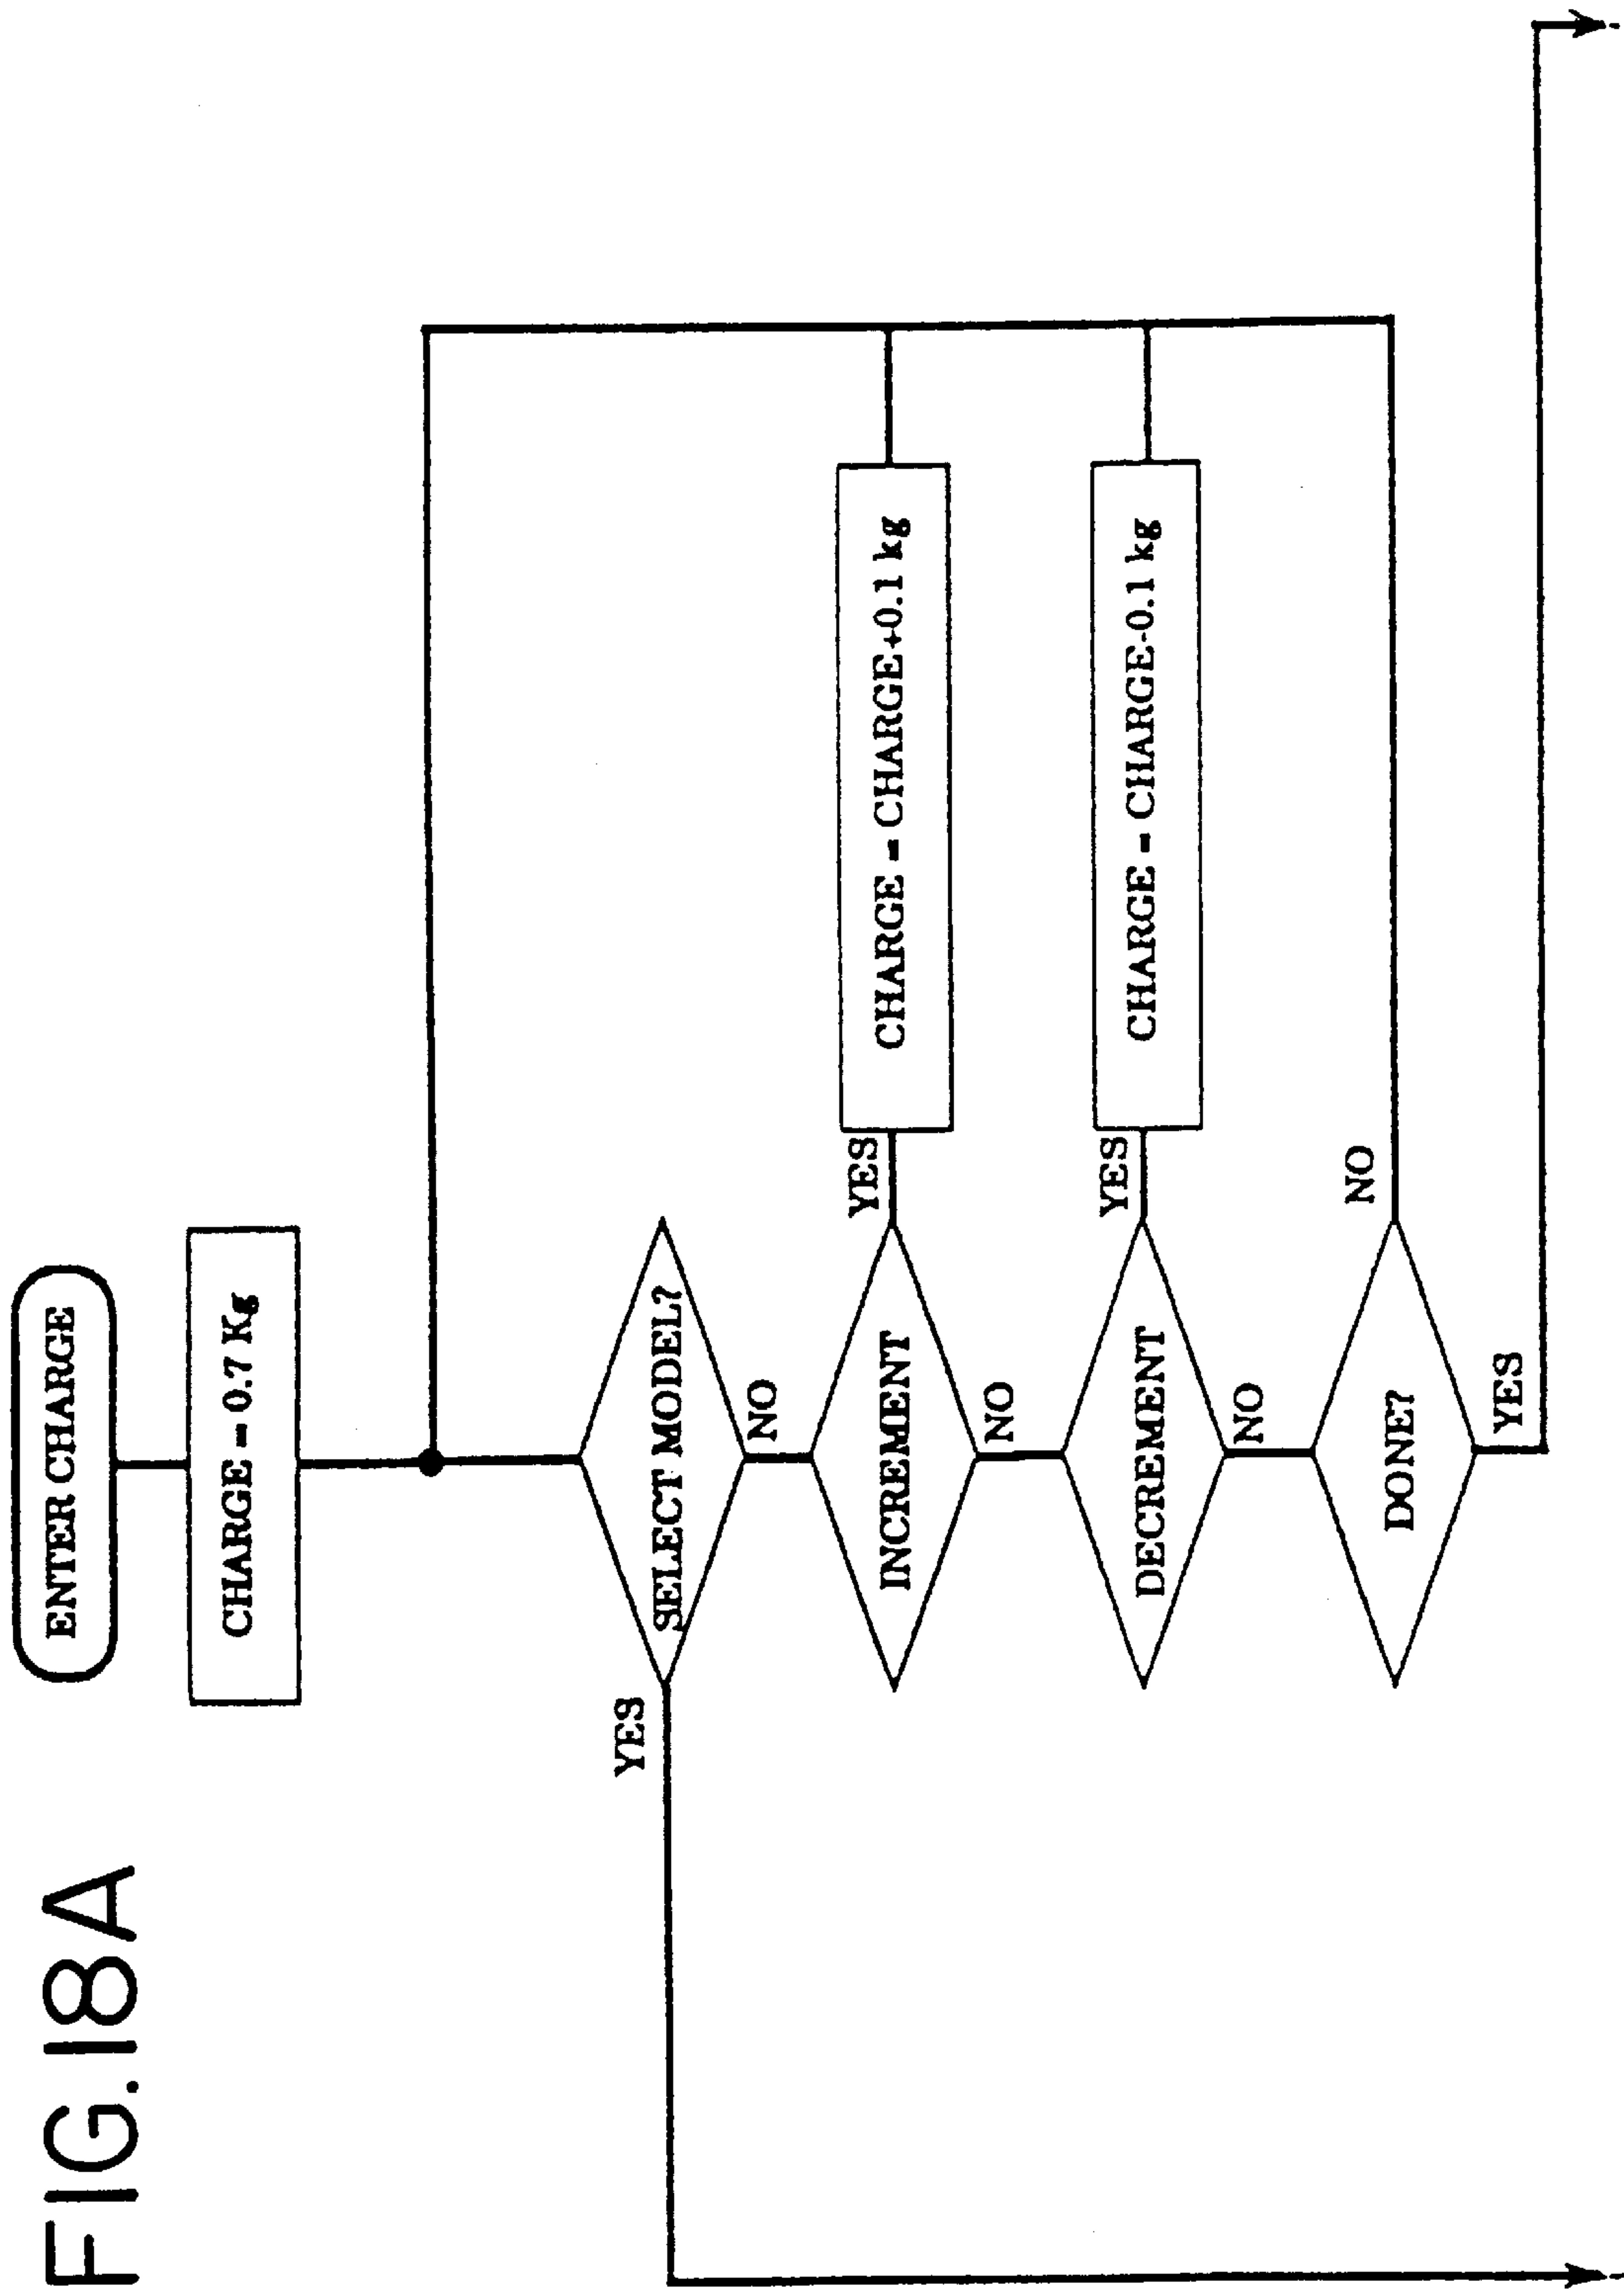 FIG.18A
ENTER CHARGE
CHARGE = 0.7 Kg
SELECT MODEL?
YES
NO
INCREMENT
YES
CHARGE = CHARGE+0.1 kg
NO
DECREMENT
YES
CHARGE = CHARGE-0.1 kg
NO
DONE?
NO
YES